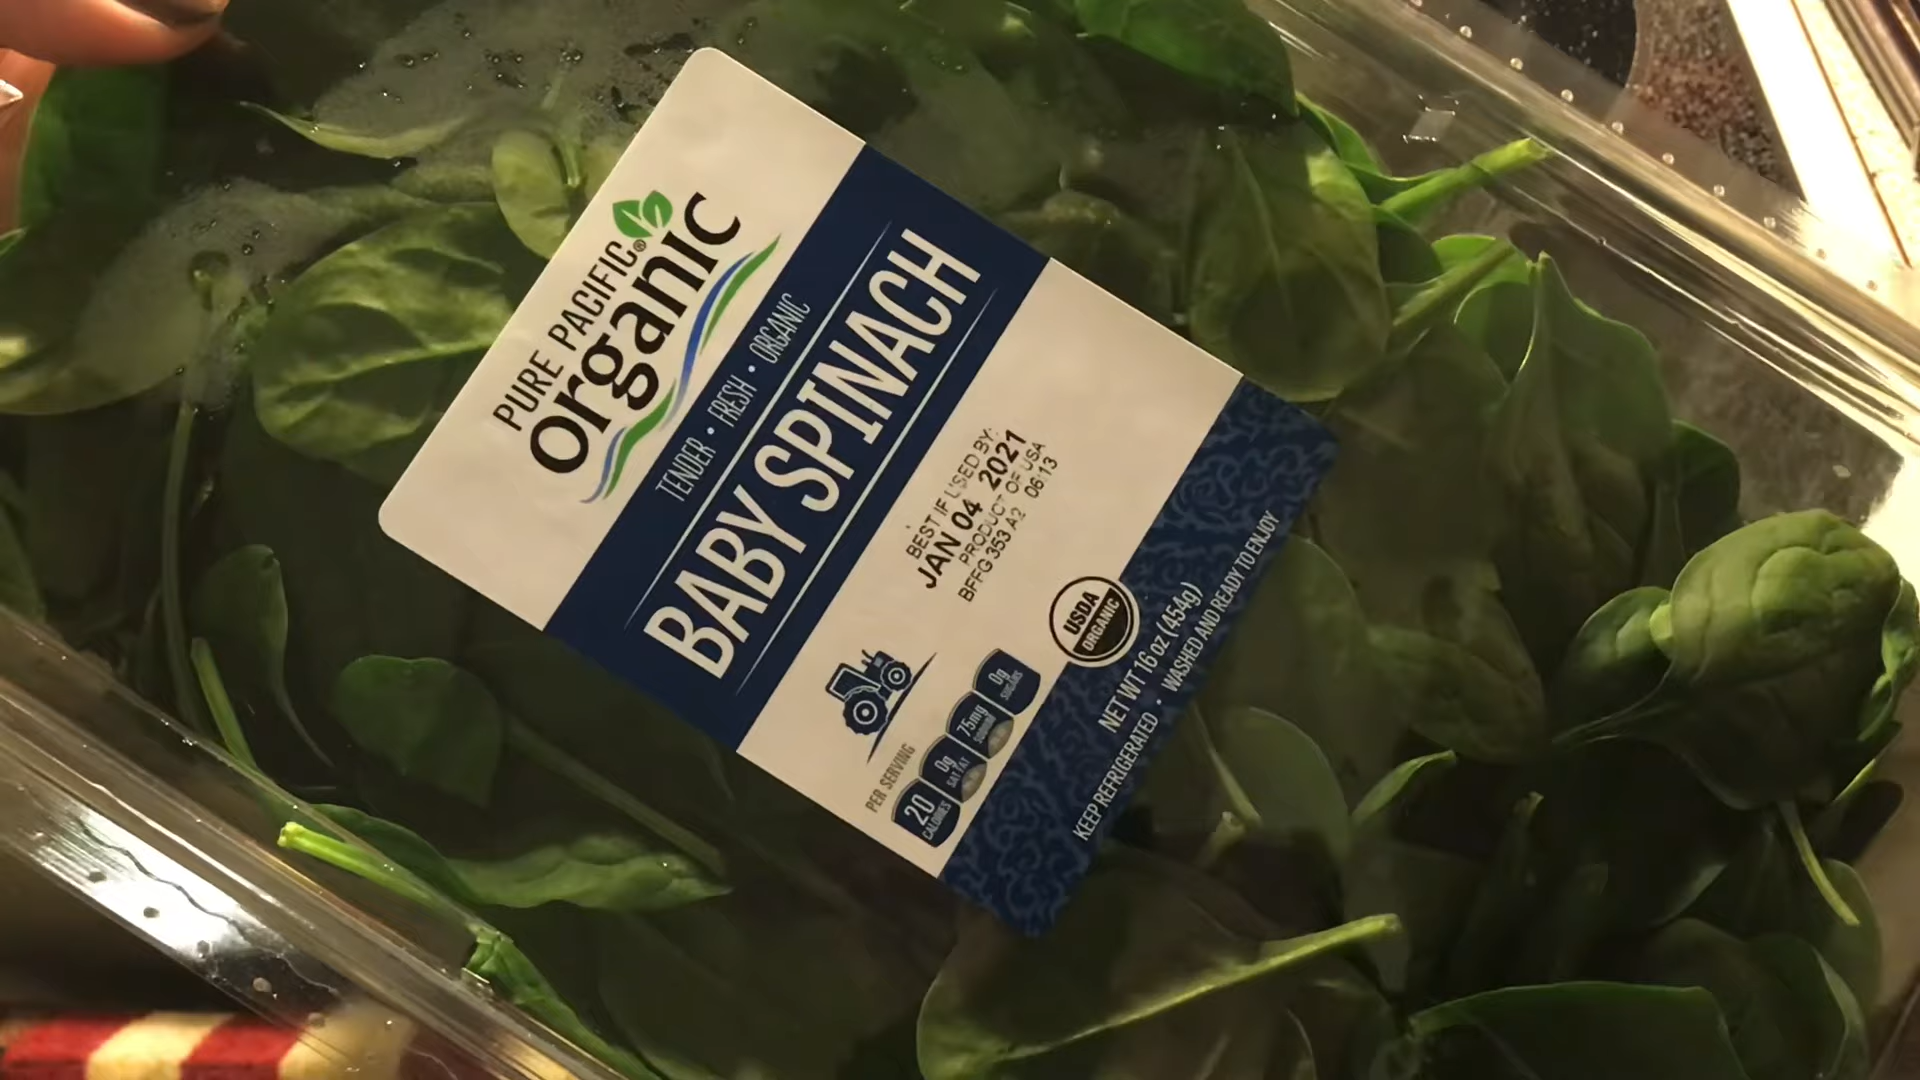 PURE PACIFIC®
organic
TENDER • FRESH • ORGANIC
BABY SPINACH
BEST IF USED BY:
JAN 04 2021
PRODUCT OF USA
BFFG 353 A2 06:13
USDA
ORGANIC
PER SERVING
20
CALORIES
0g
SAT FAT
75mg
SODIUM
0g
SUGARS
NET WT 16 oz (454g)
KEEP REFRIGERATED • WASHED AND READY TO ENJOY